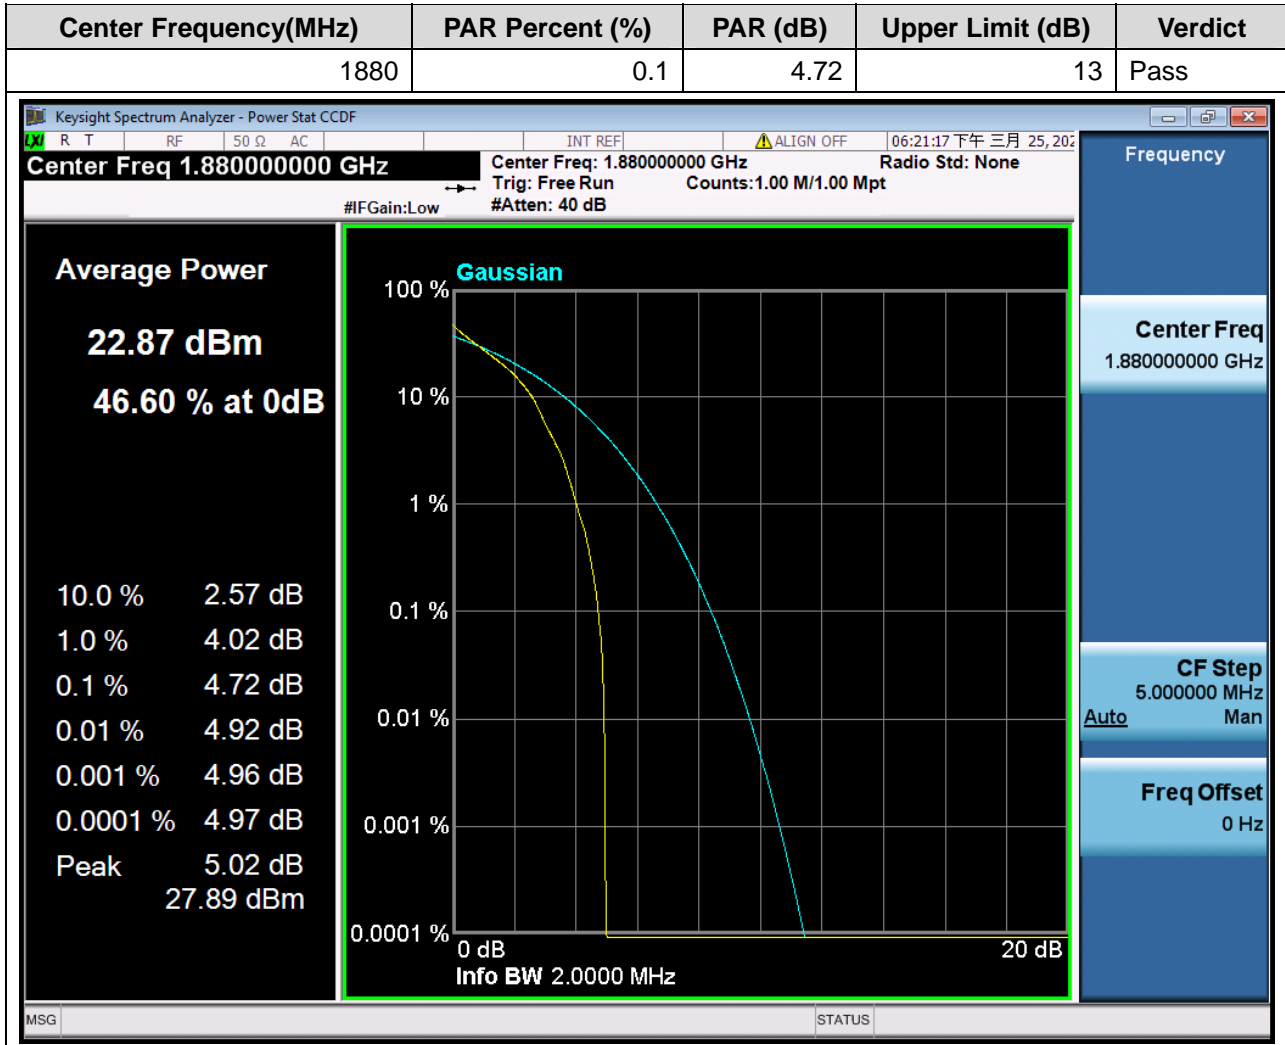 Center Frequency(MHz) PAR Percent (%) PAR (dB) Upper Limit (dB) Verdict
1880 0.1 4.72 13 Pass
Keysight Spectrum Analyzer - Power Stat CCDF
LXI R T RF 50 Ω AC INT REF ALIGN OFF 06:21:17 下午 三月 25, 202
Center Freq 1.880000000 GHz
Center Freq: 1.880000000 GHz Radio Std: None
Trig: Free Run Counts:1.00 M/1.00 Mpt
#IFGain:Low #Atten: 40 dB
Average Power
22.87 dBm
46.60 % at 0dB
10.0 % 2.57 dB
1.0 % 4.02 dB
0.1 % 4.72 dB
0.01 % 4.92 dB
0.001 % 4.96 dB
0.0001 % 4.97 dB
Peak 5.02 dB
27.89 dBm
Gaussian
100 %
10 %
1 %
0.1 %
0.01 %
0.001 %
0.0001 %
0 dB 20 dB
Info BW 2.0000 MHz
Frequency
Center Freq
1.880000000 GHz
CF Step
5.000000 MHz
Auto Man
Freq Offset
0 Hz
MSG STATUS